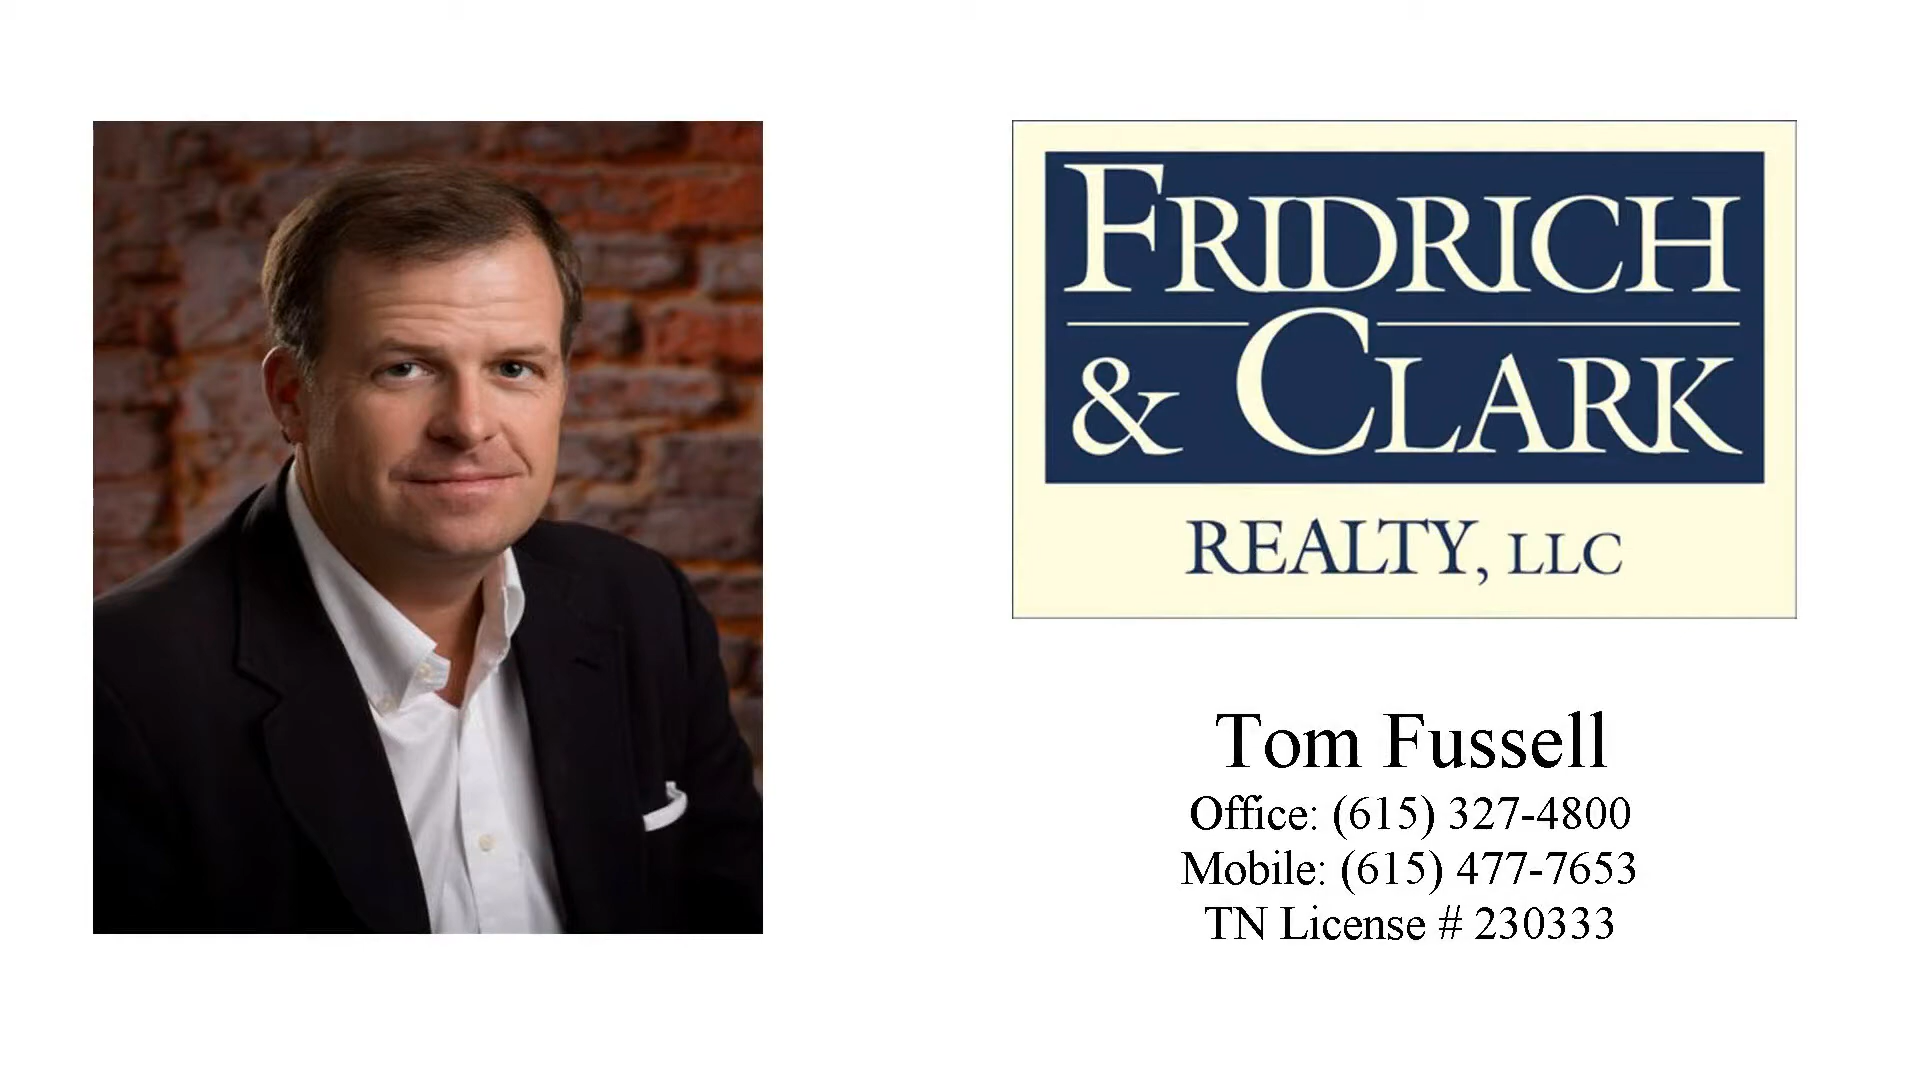 FRIDRICH
& CLARK
REALTY, LLC
Tom Fussell
Office: (615) 327-4800
Mobile: (615) 477-7653
TN License # 230333